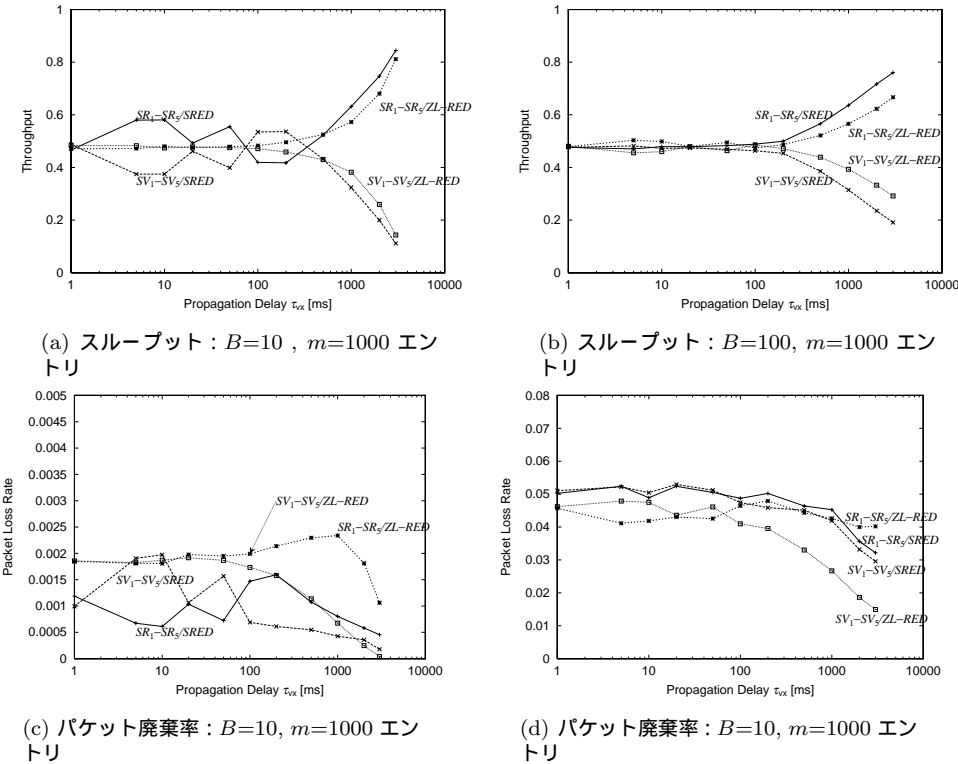 1
0.8
0.6
0.4
0.2
0
Throughput
SR₁−SR₅/SRED
SR₁−SR₅/ZL−RED
SV₁−SV₅/SRED
SV₁−SV₅/ZL−RED
1 10 100 1000 10000
Propagation Delay τvx [ms]
(a) スループット：B=10 , m=1000 エン
トリ
1
0.8
0.6
0.4
0.2
0
Throughput
SR₁−SR₅/SRED
SR₁−SR₅/ZL−RED
SV₁−SV₅/ZL−RED
SV₁−SV₅/SRED
1 10 100 1000 10000
Propagation Delay τvx [ms]
(b) スループット：B=100, m=1000 エン
トリ
0.005
0.0045
0.004
0.0035
0.003
0.0025
0.002
0.0015
0.001
0.0005
0
Packet Loss Rate
SV₁−SV₅/ZL−RED
SR₁−SR₅/ZL−RED
SV₁−SV₅/SRED
SR₁−SR₅/SRED
1 10 100 1000 10000
Propagation Delay τvx [ms]
(c) パケット廃棄率：B=10, m=1000 エン
トリ
0.08
0.07
0.06
0.05
0.04
0.03
0.02
0.01
0
Packet Loss Rate
SR₁−SR₅/ZL−RED
SR₁−SR₅/SRED
SV₁−SV₅/SRED
SV₁−SV₅/ZL−RED
1 10 100 1000 10000
Propagation Delay τvx [ms]
(d) パケット廃棄率：B=10, m=1000 エン
トリ